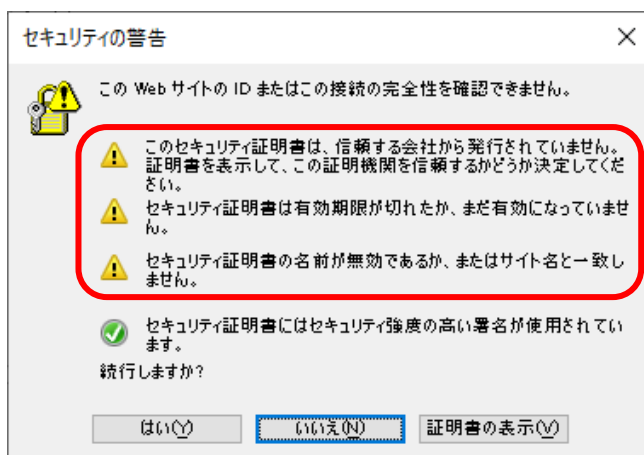 セキュリティの警告
この Web サイトの ID またはこの接続の完全性を確認できません。
このセキュリティ証明書は、信頼する会社から発行されていません。
証明書を表示して、この証明機関を信頼するかどうか決定してくだ
さい。
セキュリティ証明書は有効期限が切れたか、まだ有効になっていませ
ん。
セキュリティ証明書の名前が無効であるか、またはサイト名と一致し
ません。
セキュリティ証明書にはセキュリティ強度の高い署名が使用されてい
ます。
続行しますか?
はい(Y) いいえ(N) 証明書の表示(V)